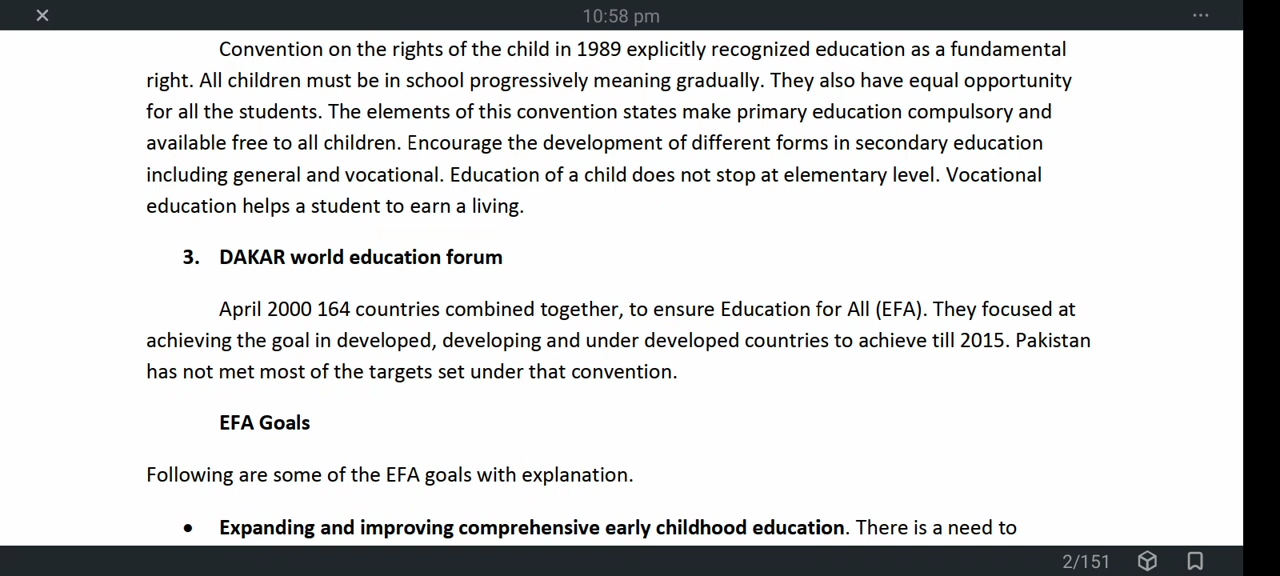 10:58 pm
Convention on the rights of the child in 1989 explicitly recognized education as a fundamental
right. All children must be in school progressively meaning gradually. They also have equal opportunity
for all the students. The elements of this convention states make primary education compulsory and
available free to all children. Encourage the development of different forms in secondary education
including general and vocational. Education of a child does not stop at elementary level. Vocational
education helps a student to earn a living.
3. DAKAR world education forum
April 2000 164 countries combined together, to ensure Education for All (EFA). They focused at
achieving the goal in developed, developing and under developed countries to achieve till 2015. Pakistan
has not met most of the targets set under that convention.
EFA Goals
Following are some of the EFA goals with explanation.
• Expanding and improving comprehensive early childhood education. There is a need to
2/151